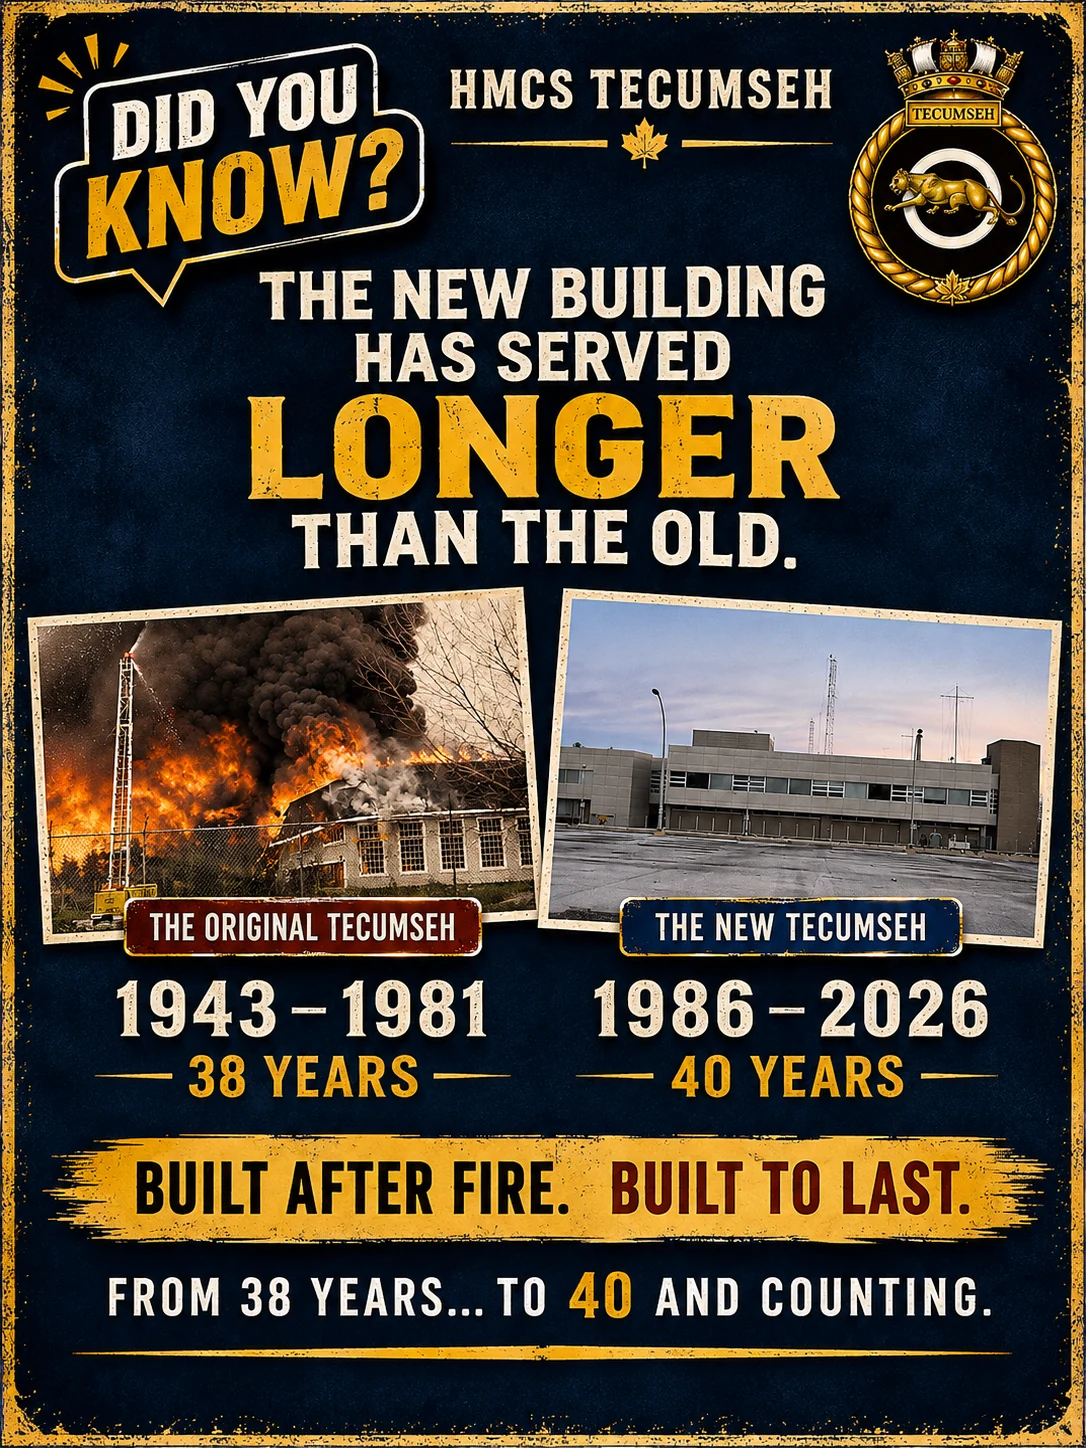 DID YOU
KNOW?
HMCS TECUMSEH
TECUMSEH
THE NEW BUILDING
HAS SERVED
LONGER
THAN THE OLD.
THE ORIGINAL TECUMSEH
1943 – 1981
38 YEARS
THE NEW TECUMSEH
1986 – 2026
40 YEARS
BUILT AFTER FIRE. BUILT TO LAST.
FROM 38 YEARS... TO 40 AND COUNTING.